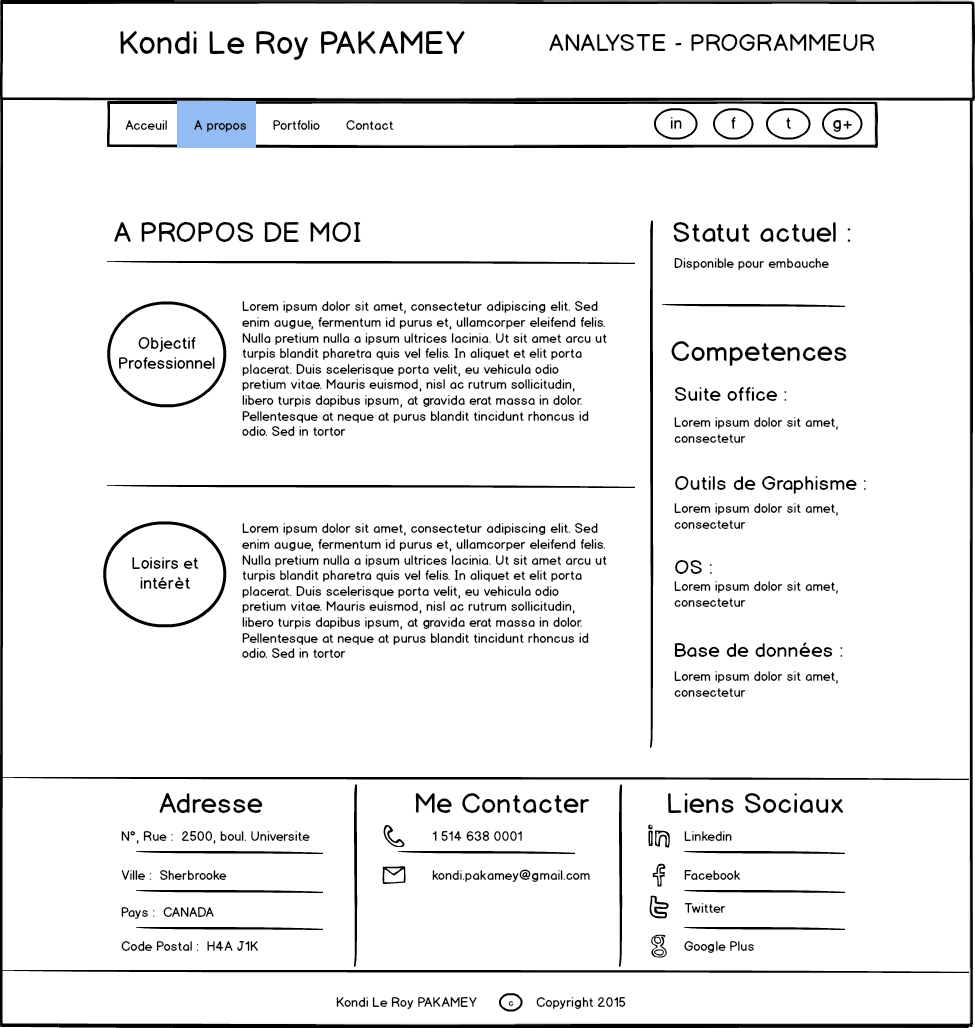 Kondi Le Roy PAKAMEY
ANALYSTE - PROGRAMMEUR
Acceuil A propos Portfolio Contact in f t g+
A PROPOS DE MOI
Objectif
Professionnel
Lorem ipsum dolor sit amet, consectetur adipiscing elit. Sed
enim augue, fermentum id purus et, ullamcorper eleifend felis.
Nulla pretium nulla a ipsum ultrices lacinia. Ut sit amet arcu ut
turpis blandit pharetra quis vel felis. In aliquet et elit porta
placerat. Duis scelerisque porta velit, eu vehicula odio
pretium vitae. Mauris euismod, nisl ac rutrum sollicitudin,
libero turpis dapibus ipsum, at gravida erat massa in dolor.
Pellentesque at neque at purus blandit tincidunt rhoncus id
odio. Sed in tortor
Loisirs et
intérèt
Lorem ipsum dolor sit amet, consectetur adipiscing elit. Sed
enim augue, fermentum id purus et, ullamcorper eleifend felis.
Nulla pretium nulla a ipsum ultrices lacinia. Ut sit amet arcu ut
turpis blandit pharetra quis vel felis. In aliquet et elit porta
placerat. Duis scelerisque porta velit, eu vehicula odio
pretium vitae. Mauris euismod, nisl ac rutrum sollicitudin,
libero turpis dapibus ipsum, at gravida erat massa in dolor.
Pellentesque at neque at purus blandit tincidunt rhoncus id
odio. Sed in tortor
Statut actuel :
Disponible pour embauche
Competences
Suite office :
Lorem ipsum dolor sit amet,
consectetur
Outils de Graphisme :
Lorem ipsum dolor sit amet,
consectetur
OS :
Lorem ipsum dolor sit amet,
consectetur
Base de données :
Lorem ipsum dolor sit amet,
consectetur
Adresse
N°, Rue : 2500, boul. Universite
Ville : Sherbrooke
Pays : CANADA
Code Postal : H4A J1K
Me Contacter
1 514 638 0001
kondi.pakamey@gmail.com
Liens Sociaux
in Linkedin
f Facebook
t Twitter
g Google Plus
Kondi Le Roy PAKAMEY c Copyright 2015